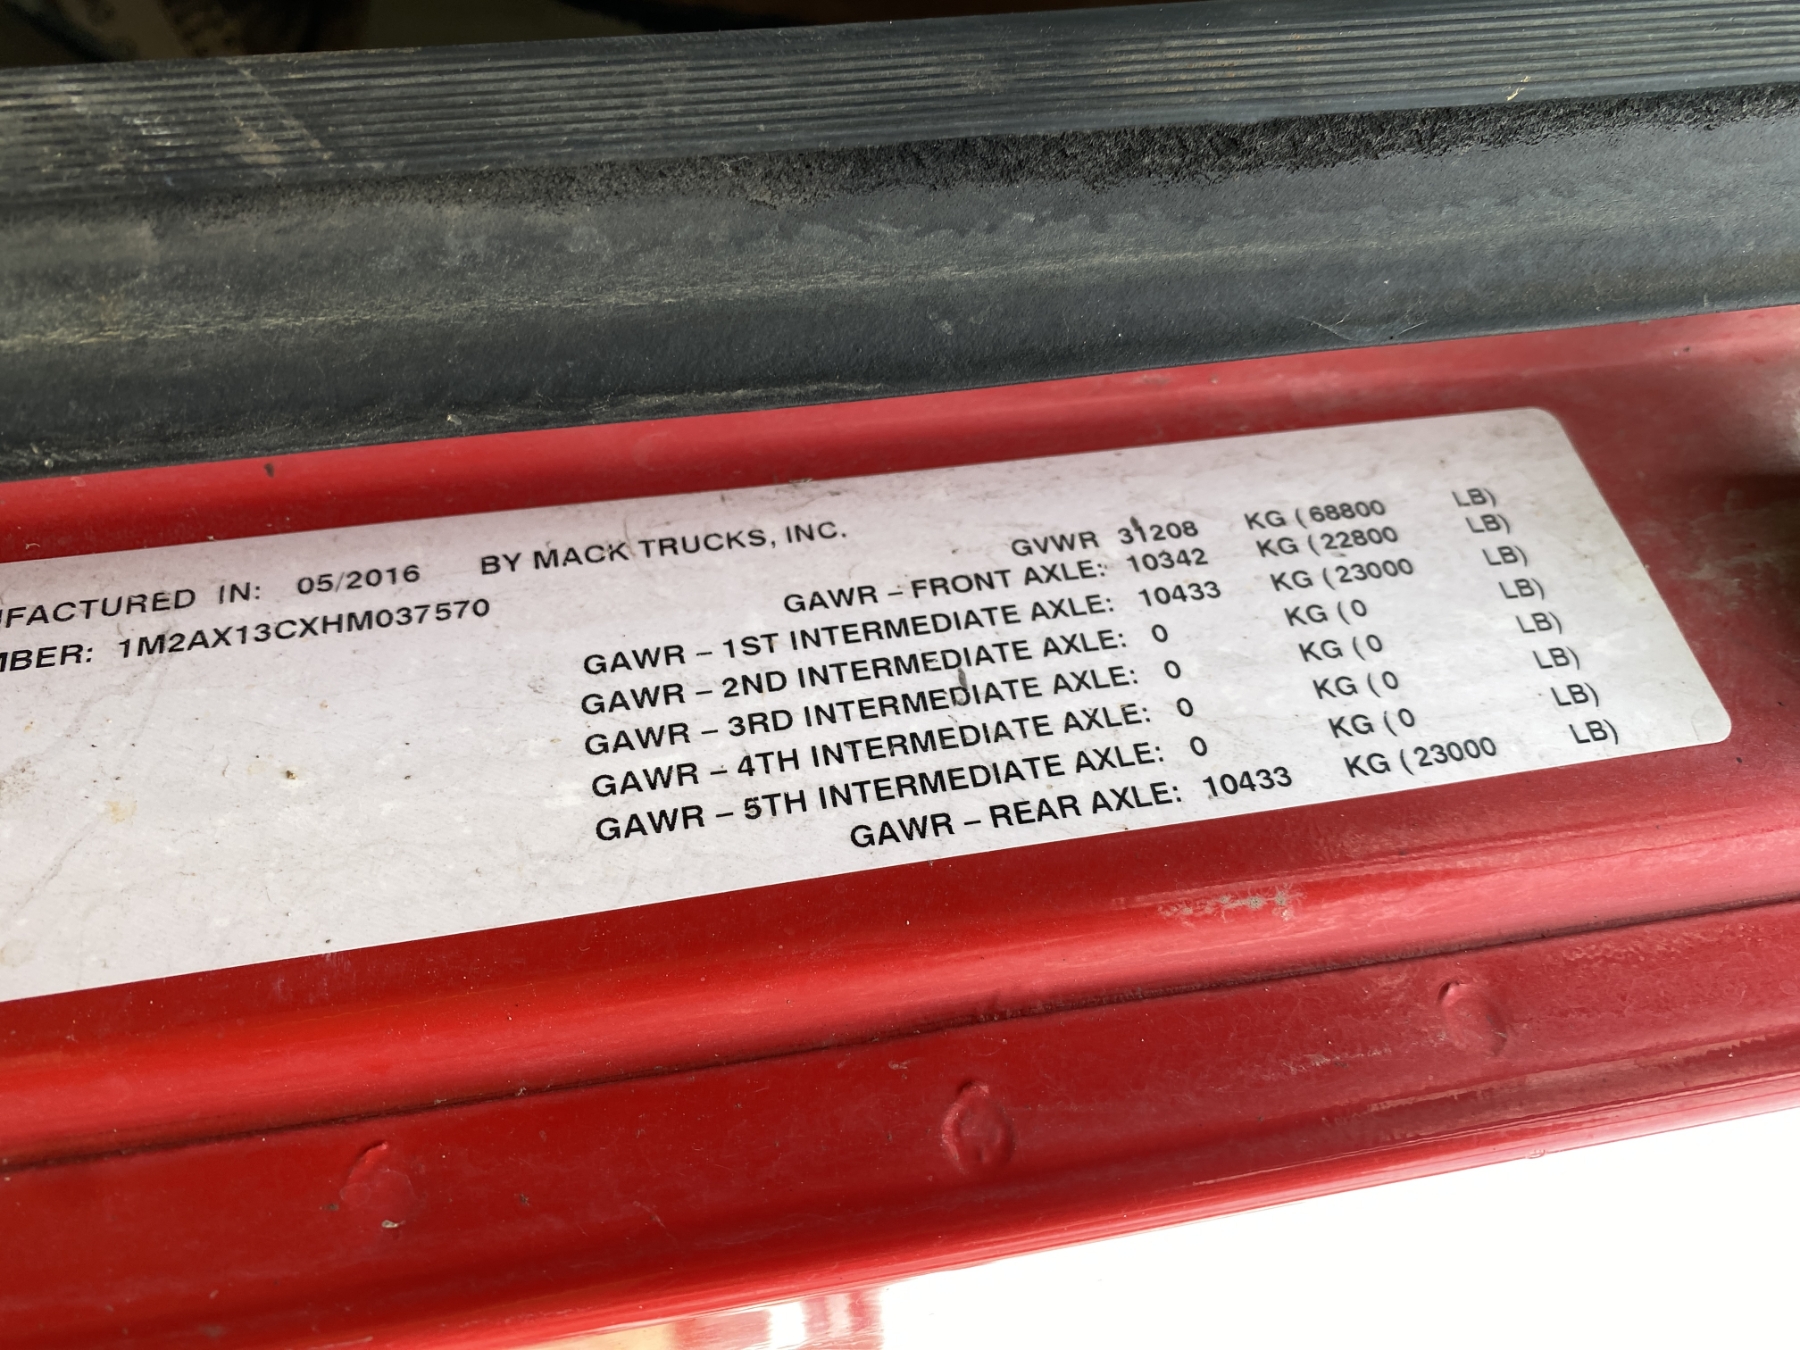 FACTURED IN: 05/2016 BY MACK TRUCKS, INC.
MBER: 1M2AX13CXHM037570
GVWR 31208 KG (68800 LB)
GAWR – FRONT AXLE: 10342 KG (22800 LB)
GAWR – 1ST INTERMEDIATE AXLE: 10433 KG (23000 LB)
GAWR – 2ND INTERMEDIATE AXLE: 0 KG (0 LB)
GAWR – 3RD INTERMEDIATE AXLE: 0 KG (0 LB)
GAWR – 4TH INTERMEDIATE AXLE: 0 KG (0 LB)
GAWR – 5TH INTERMEDIATE AXLE: 0 KG (0 LB)
GAWR – REAR AXLE: 10433 KG (23000 LB)